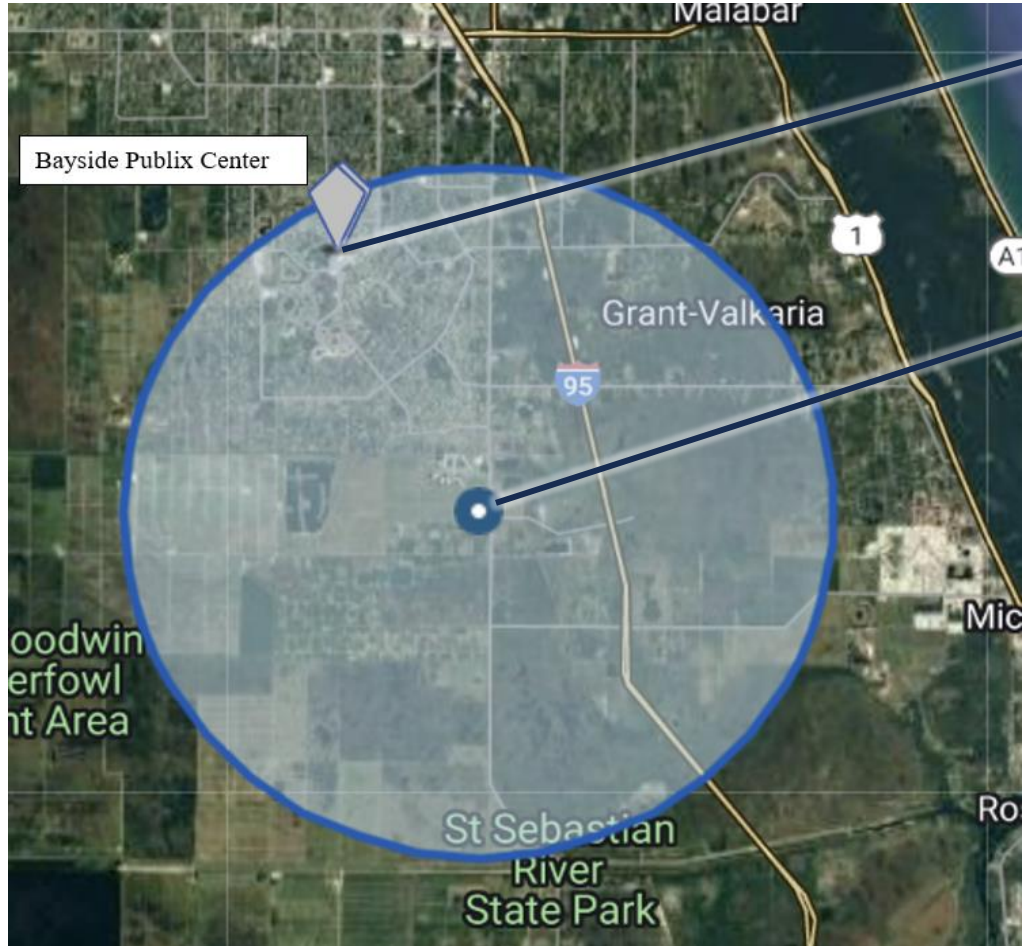 Malabar
Bayside Publix Center
1
A1
Grant-Valkaria
95
oodwin
erfowl
nt Area
Mic
St Sebastian
River
State Park
Ro